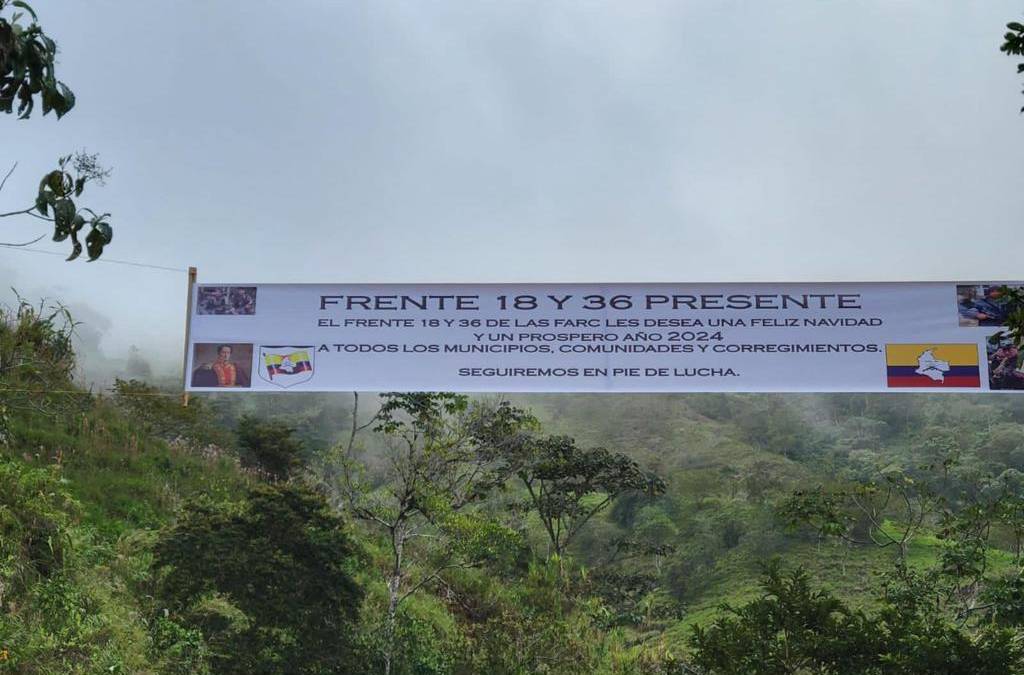 FRENTE 18 Y 36 PRESENTE
EL FRENTE 18 Y 36 DE LAS FARC LES DESEA UNA FELIZ NAVIDAD
Y UN PROSPERO AÑO 2024
A TODOS LOS MUNICIPIOS, COMUNIDADES Y CORREGIMIENTOS.
SEGUIREMOS EN PIE DE LUCHA.